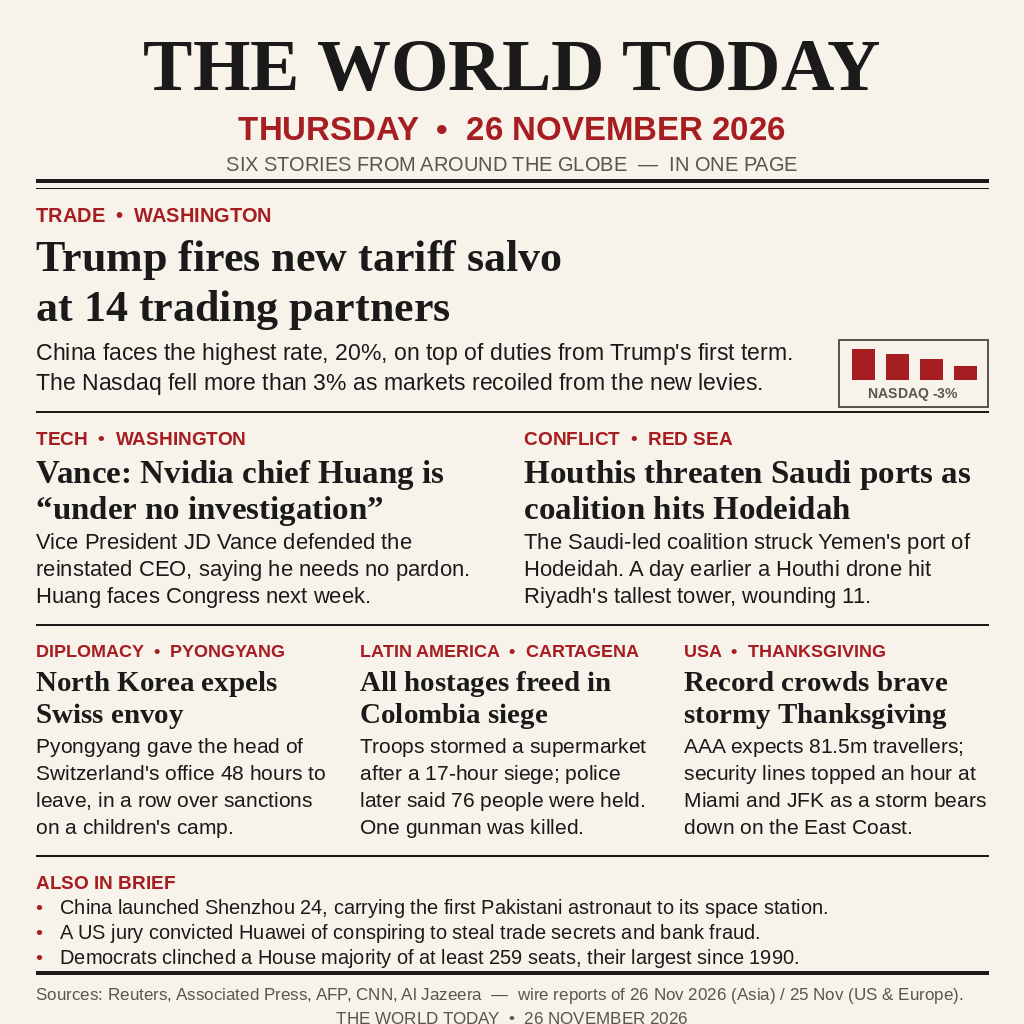 THE WORLD TODAY
THURSDAY • 26 NOVEMBER 2026
SIX STORIES FROM AROUND THE GLOBE — IN ONE PAGE
TRADE • WASHINGTON
Trump fires new tariff salvo
at 14 trading partners
China faces the highest rate, 20%, on top of duties from Trump's first term.
The Nasdaq fell more than 3% as markets recoiled from the new levies.
NASDAQ -3%
TECH • WASHINGTON
Vance: Nvidia chief Huang is
“under no investigation”
Vice President JD Vance defended the
reinstated CEO, saying he needs no pardon.
Huang faces Congress next week.
CONFLICT • RED SEA
Houthis threaten Saudi ports as
coalition hits Hodeidah
The Saudi-led coalition struck Yemen's port of
Hodeidah. A day earlier a Houthi drone hit
Riyadh's tallest tower, wounding 11.
DIPLOMACY • PYONGYANG
North Korea expels
Swiss envoy
Pyongyang gave the head of
Switzerland's office 48 hours to
leave, in a row over sanctions
on a children's camp.
LATIN AMERICA • CARTAGENA
All hostages freed in
Colombia siege
Troops stormed a supermarket
after a 17-hour siege; police
later said 76 people were held.
One gunman was killed.
USA • THANKSGIVING
Record crowds brave
stormy Thanksgiving
AAA expects 81.5m travellers;
security lines topped an hour at
Miami and JFK as a storm bears
down on the East Coast.
ALSO IN BRIEF
• China launched Shenzhou 24, carrying the first Pakistani astronaut to its space station.
• A US jury convicted Huawei of conspiring to steal trade secrets and bank fraud.
• Democrats clinched a House majority of at least 259 seats, their largest since 1990.
Sources: Reuters, Associated Press, AFP, CNN, Al Jazeera — wire reports of 26 Nov 2026 (Asia) / 25 Nov (US & Europe).
THE WORLD TODAY • 26 NOVEMBER 2026